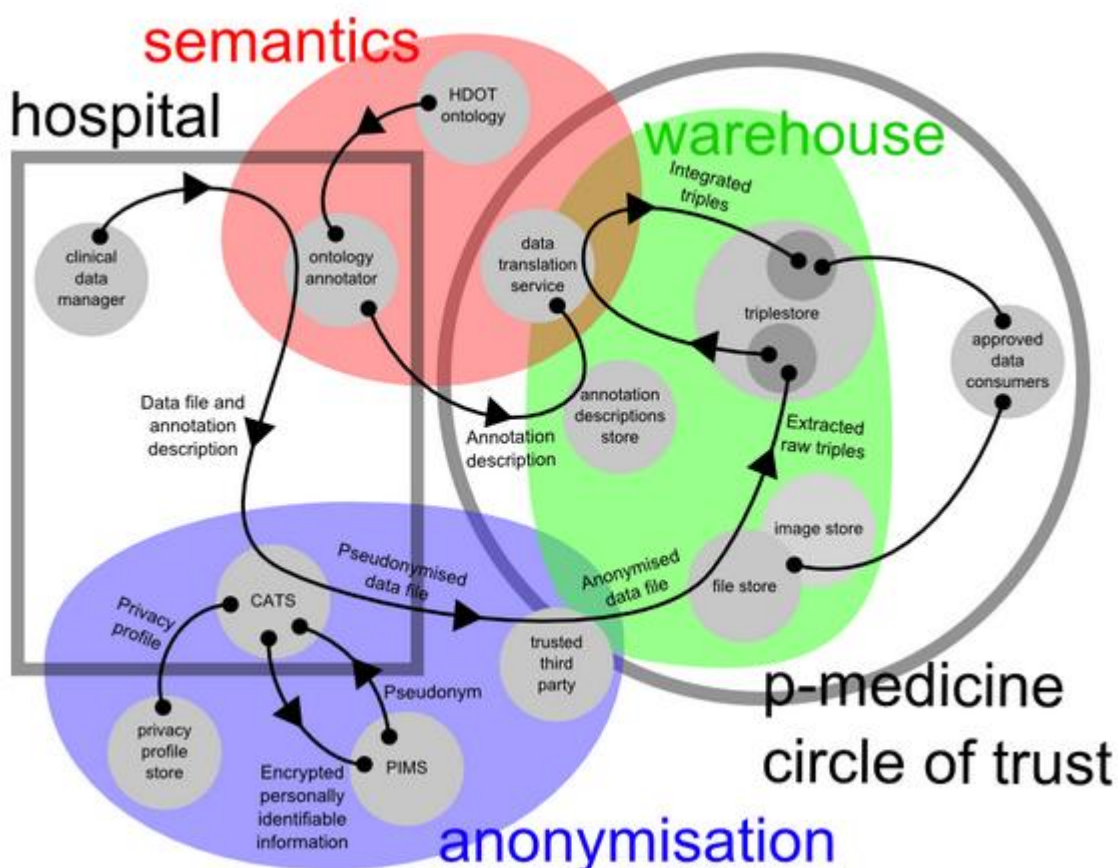 semantics
hospital
HDOT
ontology
warehouse
Integrated
triples
clinical
data
manager
ontology
annotator
data
translation
service
triplestore
approved
data
consumers
Data file and
annotation
description
Annotation
description
annotation
descriptions
store
Extracted
raw triples
image store
file store
Pseudonymised
data file
Anonymised
data file
CATS
Privacy
profile
trusted
third
party
Pseudonym
privacy
profile
store
PIMS
Encrypted
personally
identifiable
information
p-medicine
circle of trust
anonymisation